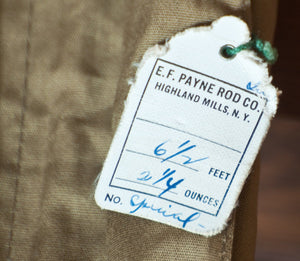 E. F. PAYNE ROD CO.
HIGHLAND MILLS, N. Y.
6 1/2 FEET
2 1/4 OUNCES
NO. Special